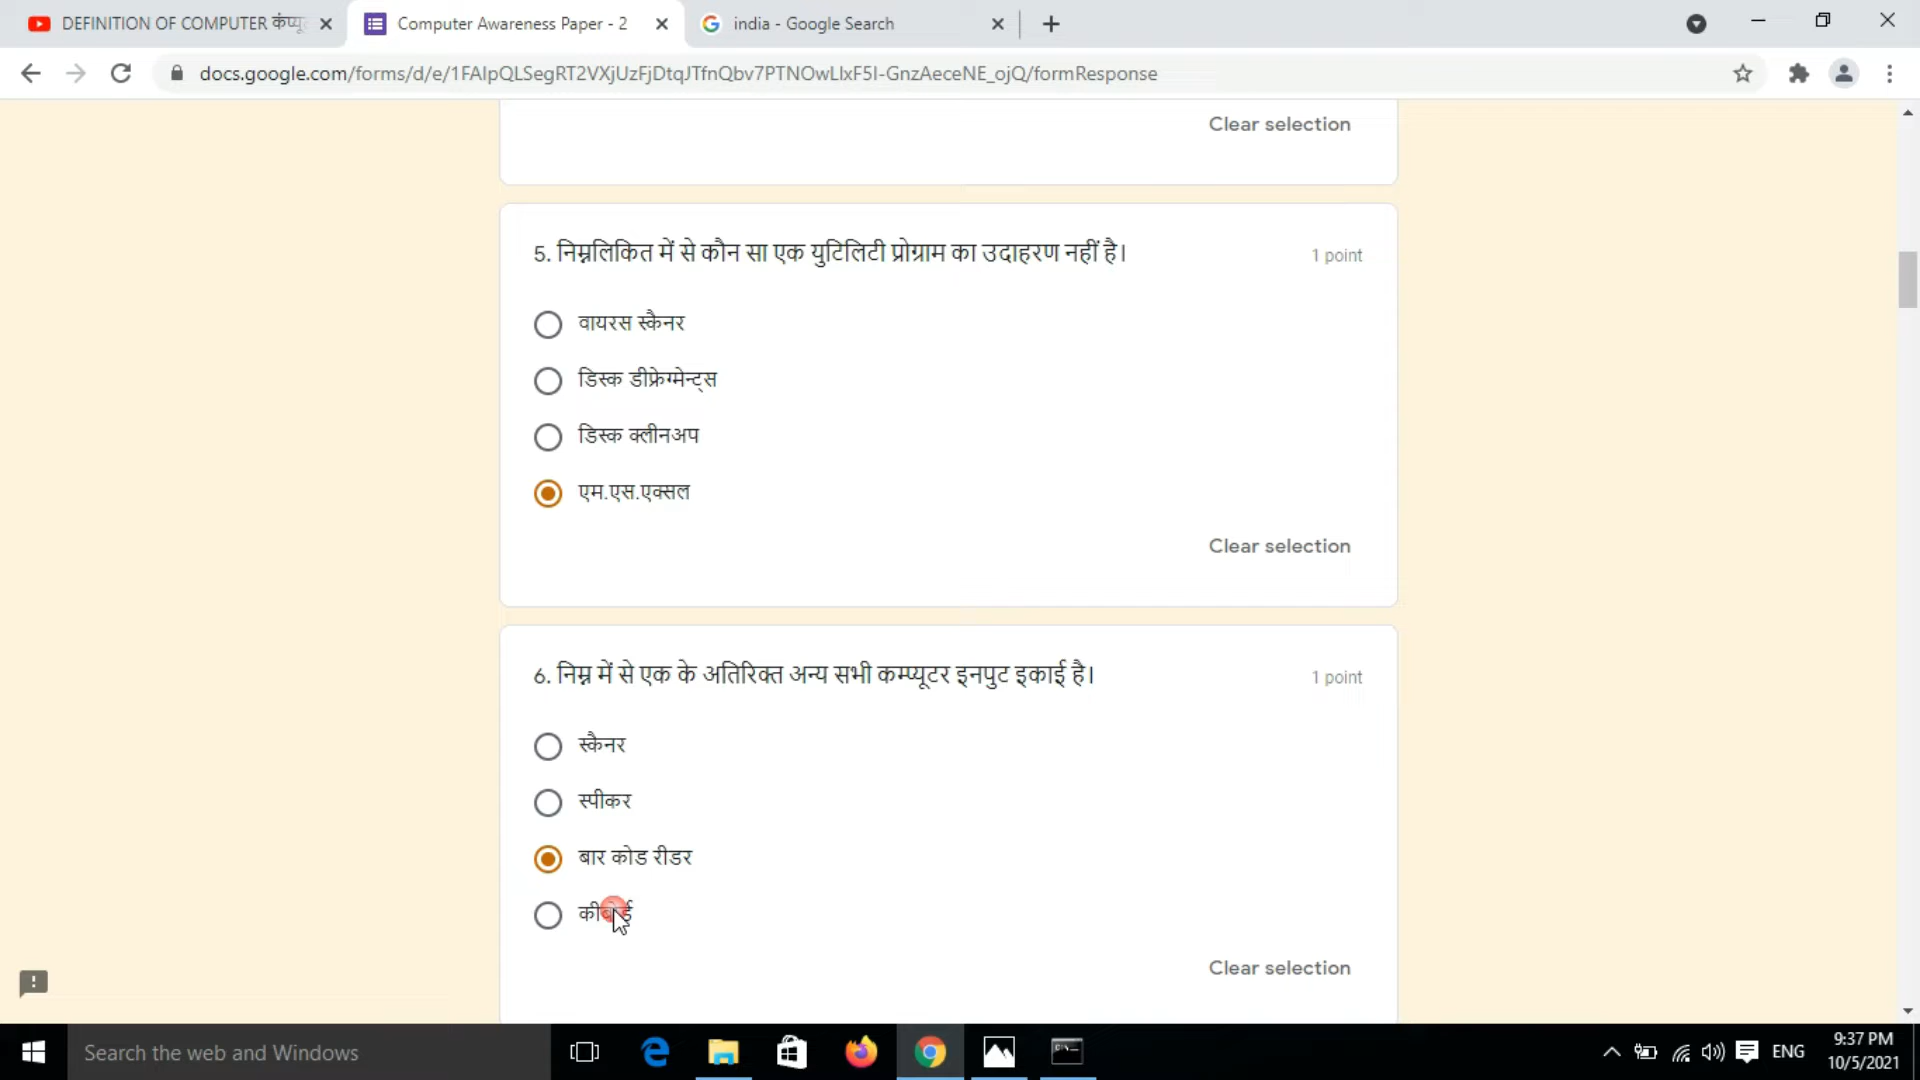 DEFINITION OF COMPUTER कंप्यू
Computer Awareness Paper - 2
india - Google Search
docs.google.com/forms/d/e/1FAIpQLSegRT2VXjUzFjDtqJTfnQbv7PTNOwLlxF5I-GnzAeceNE_ojQ/formResponse
Clear selection
5. निम्नलिकित में से कौन सा एक युटिलिटी प्रोग्राम का उदाहरण नहीं है।
1 point
वायरस स्कैनर
डिस्क डीफ्रेग्मेन्ट्स
डिस्क क्लीनअप
एम.एस.एक्सल
Clear selection
6. निम्न में से एक के अतिरिक्त अन्य सभी कम्प्यूटर इनपुट इकाई है।
1 point
स्कैनर
स्पीकर
बार कोड रीडर
Clear selection
Search the web and Windows
ENG
9:37 PM
10/5/2021